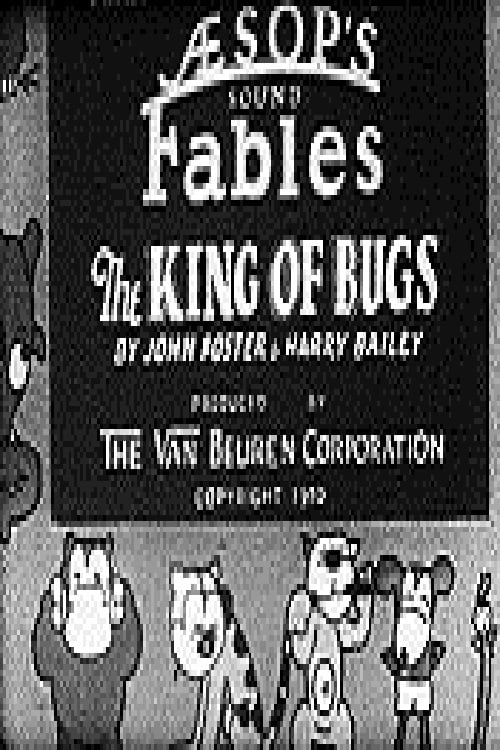 ÆSOP'S
SOUND
Fables
The KING OF BUGS
BY JOHN FOSTER & HARRY BAILEY
PRODUCED BY
THE VAN BEUREN CORPORATION
COPYRIGHT